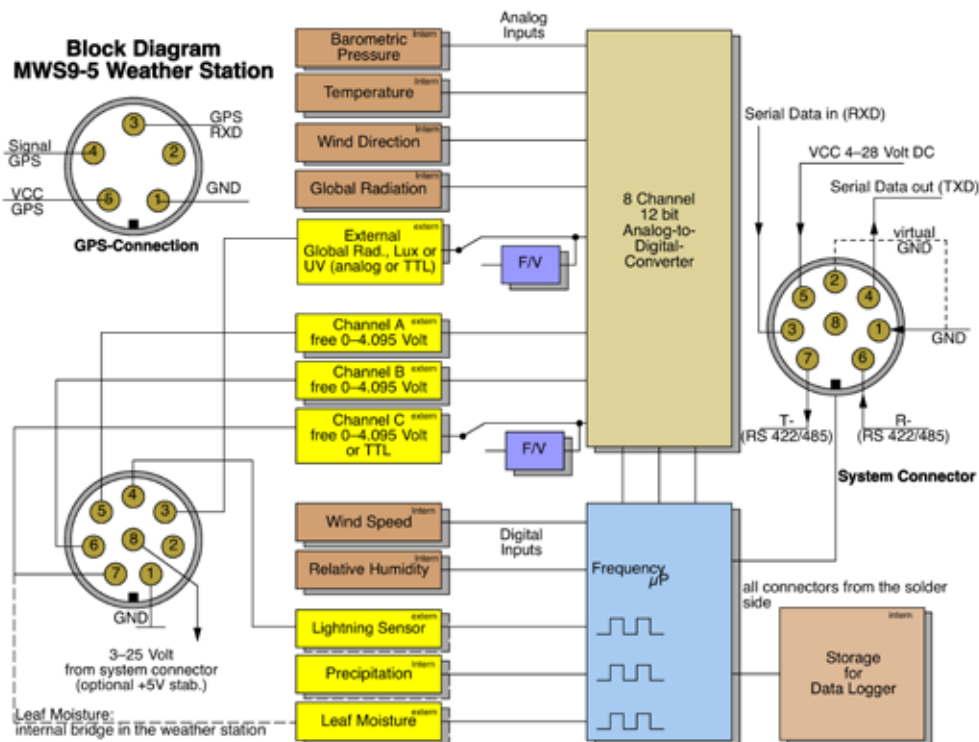 Block Diagram
MWS9-5 Weather Station
3
GPS
RXD
Signal
GPS
4
2
VCC
GPS
5
1
GND
GPS-Connection
Analog
Inputs
Intern
Barometric
Pressure
Intern
Temperature
Intern
Wind Direction
Intern
Global Radiation
extern
External
Global Rad., Lux or
UV (analog or TTL)
F/V
extern
Channel A
free 0–4.095 Volt
extern
Channel B
free 0–4.095 Volt
extern
Channel C
free 0–4.095 Volt
or TTL
F/V
8 Channel
12 bit
Analog-to-
Digital-
Converter
Serial Data in (RXD)
VCC 4–28 Volt DC
Serial Data out (TXD)
virtual
GND
2
5
4
3
8
1
7
6
GND
T-
(RS 422/485)
R-
(RS 422/485)
System Connector
4
5
3
6
8
2
7
1
GND
3–25 Volt
from system connector
(optional +5V stab.)
Leaf Moisture:
internal bridge in the weather station
Intern
Wind Speed
Digital
Inputs
Intern
Relative Humidity
extern
Lightning Sensor
Intern
Precipitation
extern
Leaf Moisture
Frequency
µP
all connectors from the solder
side
intern
Storage
for
Data Logger